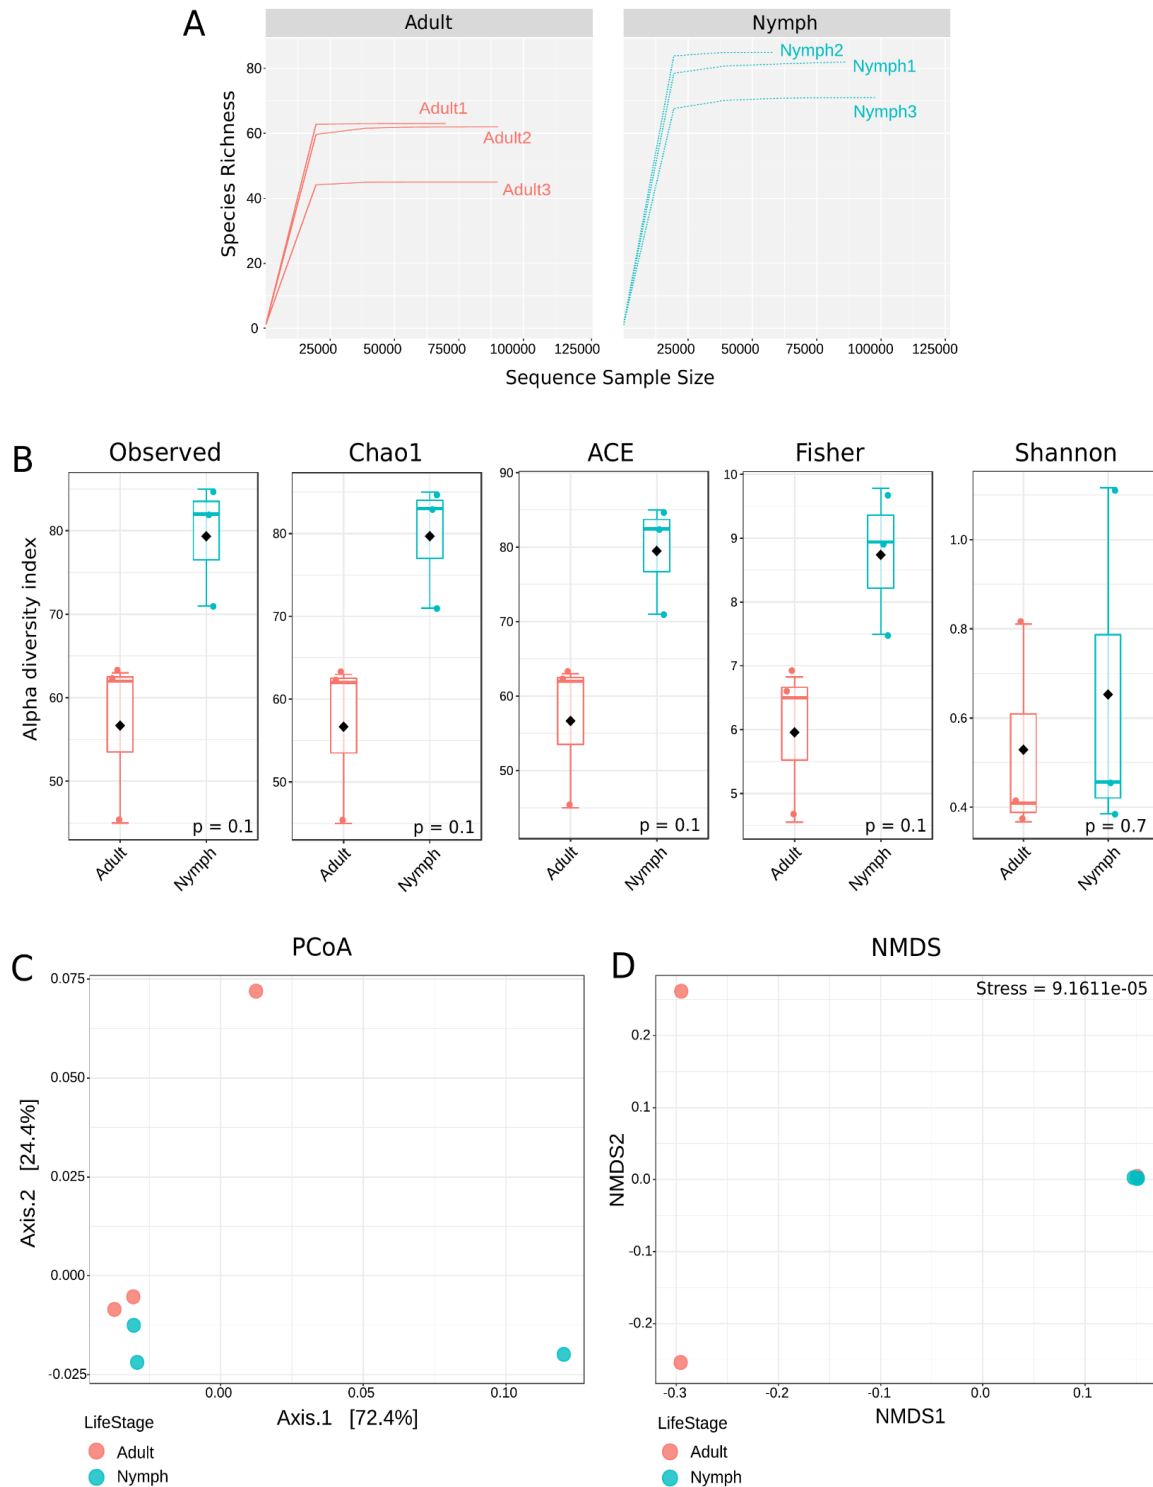 A
Adult
Nymph
Species Richness
80
60
40
20
0
Adult1
Adult2
Adult3
Nymph2
Nymph1
Nymph3
25000 50000 75000 100000 125000
25000 50000 75000 100000 125000
Sequence Sample Size
B
Observed
Chao1
ACE
Fisher
Shannon
Alpha diversity index
80
70
60
50
p = 0.1
Adult
Nymph
80
70
60
50
p = 0.1
Adult
Nymph
90
80
70
60
50
p = 0.1
Adult
Nymph
10
9
8
7
6
5
p = 0.1
Adult
Nymph
1.0
0.8
0.6
0.4
p = 0.7
Adult
Nymph
C
PCoA
Axis.2 [24.4%]
0.075
0.050
0.025
0.000
-0.025
0.00 0.05 0.10
Axis.1 [72.4%]
LifeStage
Adult
Nymph
D
NMDS
Stress = 9.1611e-05
NMDS2
0.2
0.1
0.0
-0.1
-0.2
-0.3 -0.2 -0.1 0.0 0.1
NMDS1
LifeStage
Adult
Nymph